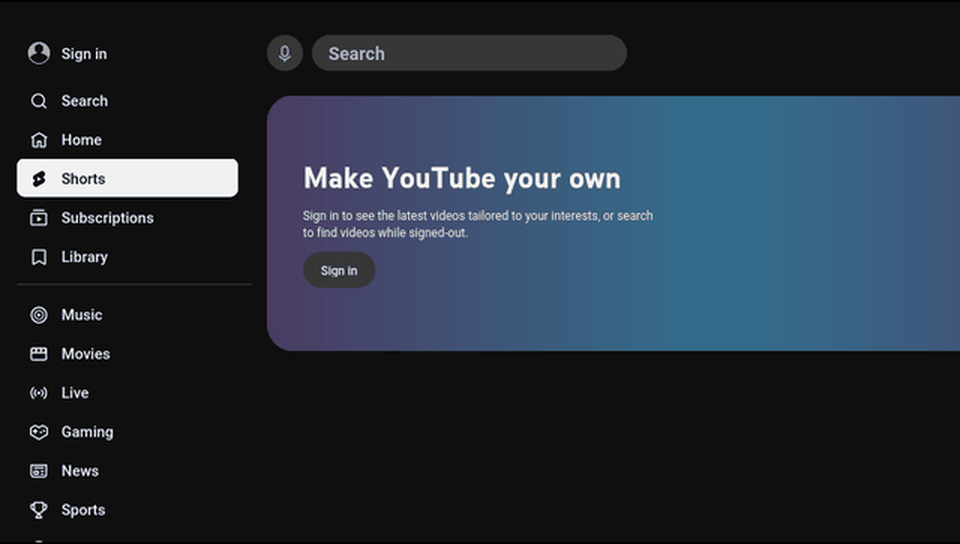 Sign in
Search
Home
Shorts
Subscriptions
Library
Music
Movies
Live
Gaming
News
Sports
Search
Make YouTube your own
Sign in to see the latest videos tailored to your interests, or search
to find videos while signed-out.
Sign in